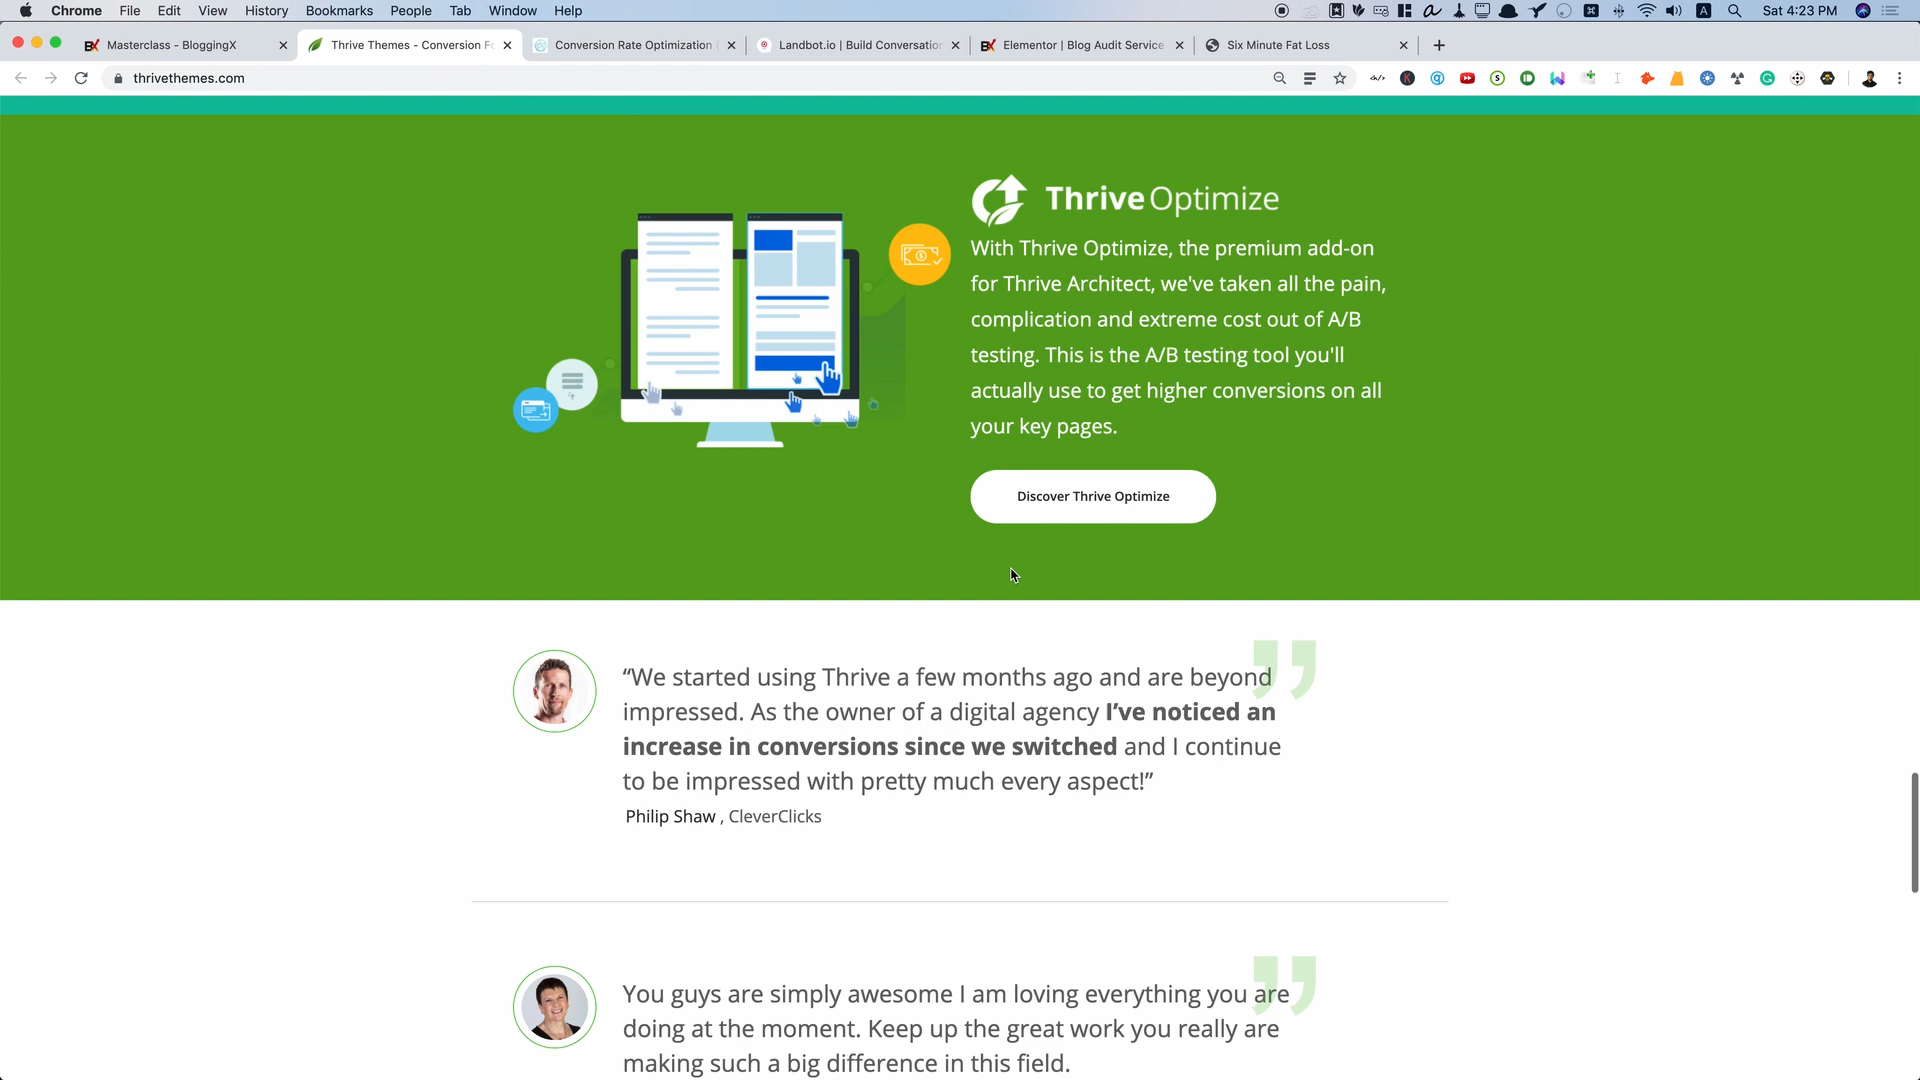 Chrome File Edit View History Bookmarks People Tab Window Help
Sat 4:23 PM
Masterclass - BloggingX
Thrive Themes - Conversion Fo
Conversion Rate Optimization
Landbot.io | Build Conversation
Elementor | Blog Audit Service
Six Minute Fat Loss
thrivethemes.com
Thrive Optimize
With Thrive Optimize, the premium add-on
for Thrive Architect, we've taken all the pain,
complication and extreme cost out of A/B
testing. This is the A/B testing tool you'll
actually use to get higher conversions on all
your key pages.
Discover Thrive Optimize
“We started using Thrive a few months ago and are beyond
impressed. As the owner of a digital agency I’ve noticed an
increase in conversions since we switched and I continue
to be impressed with pretty much every aspect!”
Philip Shaw , CleverClicks
You guys are simply awesome I am loving everything you are
doing at the moment. Keep up the great work you really are
making such a big difference in this field.